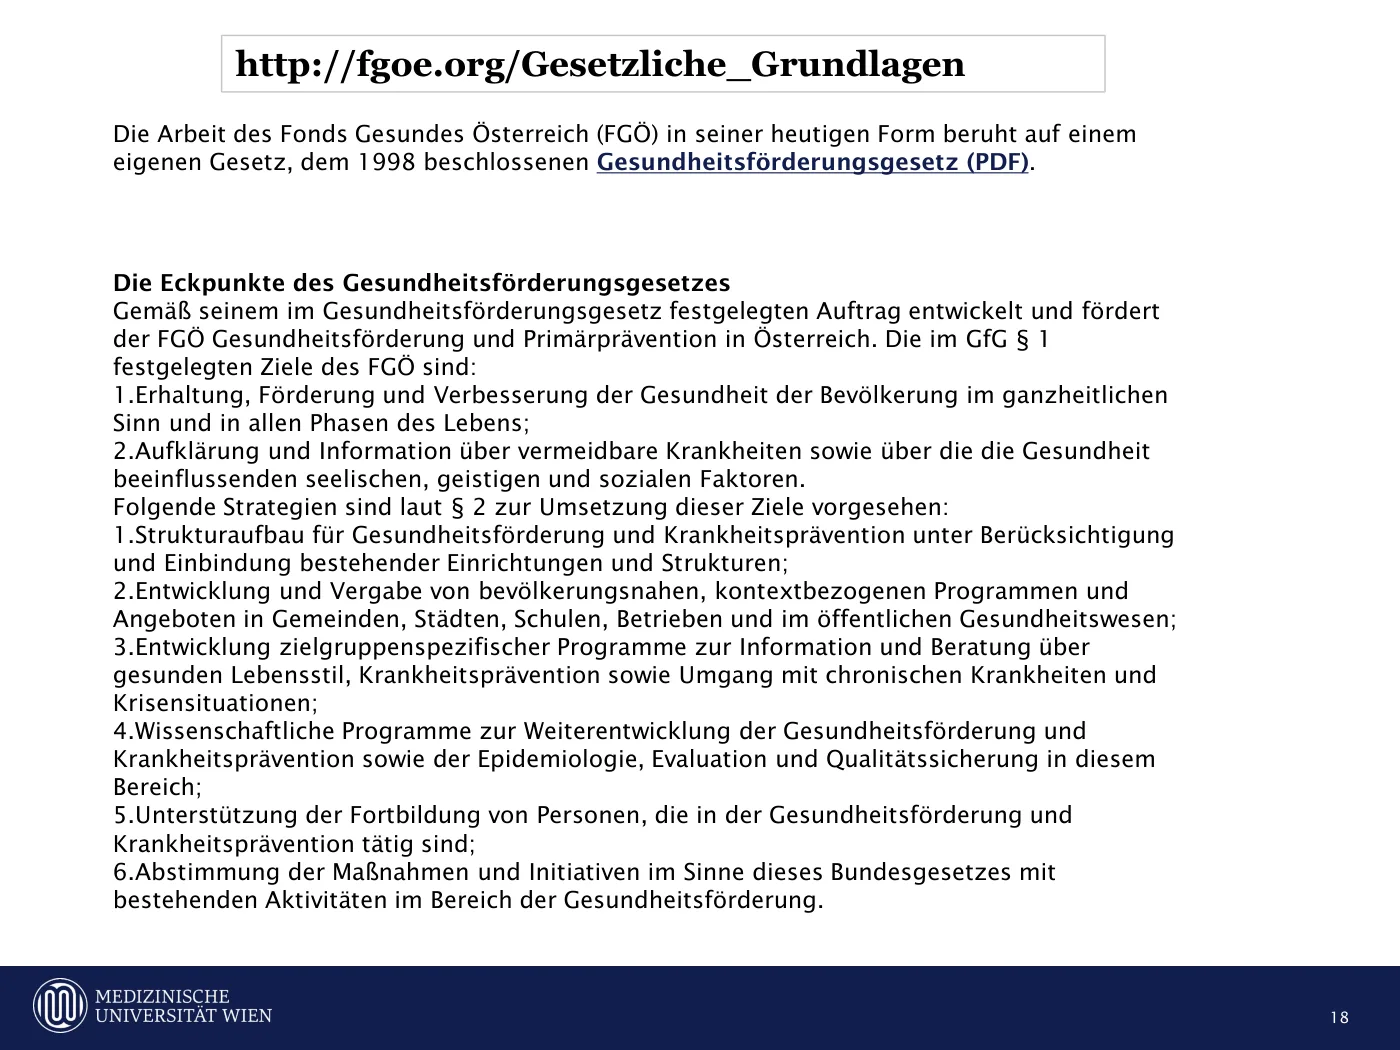 http://fgoe.org/Gesetzliche_Grundlagen
Die Arbeit des Fonds Gesundes Österreich (FGÖ) in seiner heutigen Form beruht auf einem
eigenen Gesetz, dem 1998 beschlossenen Gesundheitsförderungsgesetz (PDF).
Die Eckpunkte des Gesundheitsförderungsgesetzes
Gemäß seinem im Gesundheitsförderungsgesetz festgelegten Auftrag entwickelt und fördert
der FGÖ Gesundheitsförderung und Primärprävention in Österreich. Die im GfG § 1
festgelegten Ziele des FGÖ sind:
1.Erhaltung, Förderung und Verbesserung der Gesundheit der Bevölkerung im ganzheitlichen
Sinn und in allen Phasen des Lebens;
2.Aufklärung und Information über vermeidbare Krankheiten sowie über die die Gesundheit
beeinflussenden seelischen, geistigen und sozialen Faktoren.
Folgende Strategien sind laut § 2 zur Umsetzung dieser Ziele vorgesehen:
1.Strukturaufbau für Gesundheitsförderung und Krankheitsprävention unter Berücksichtigung
und Einbindung bestehender Einrichtungen und Strukturen;
2.Entwicklung und Vergabe von bevölkerungsnahen, kontextbezogenen Programmen und
Angeboten in Gemeinden, Städten, Schulen, Betrieben und im öffentlichen Gesundheitswesen;
3.Entwicklung zielgruppenspezifischer Programme zur Information und Beratung über
gesunden Lebensstil, Krankheitsprävention sowie Umgang mit chronischen Krankheiten und
Krisensituationen;
4.Wissenschaftliche Programme zur Weiterentwicklung der Gesundheitsförderung und
Krankheitsprävention sowie der Epidemiologie, Evaluation und Qualitätssicherung in diesem
Bereich;
5.Unterstützung der Fortbildung von Personen, die in der Gesundheitsförderung und
Krankheitsprävention tätig sind;
6.Abstimmung der Maßnahmen und Initiativen im Sinne dieses Bundesgesetzes mit
bestehenden Aktivitäten im Bereich der Gesundheitsförderung.
MEDIZINISCHE
UNIVERSITÄT WIEN
18